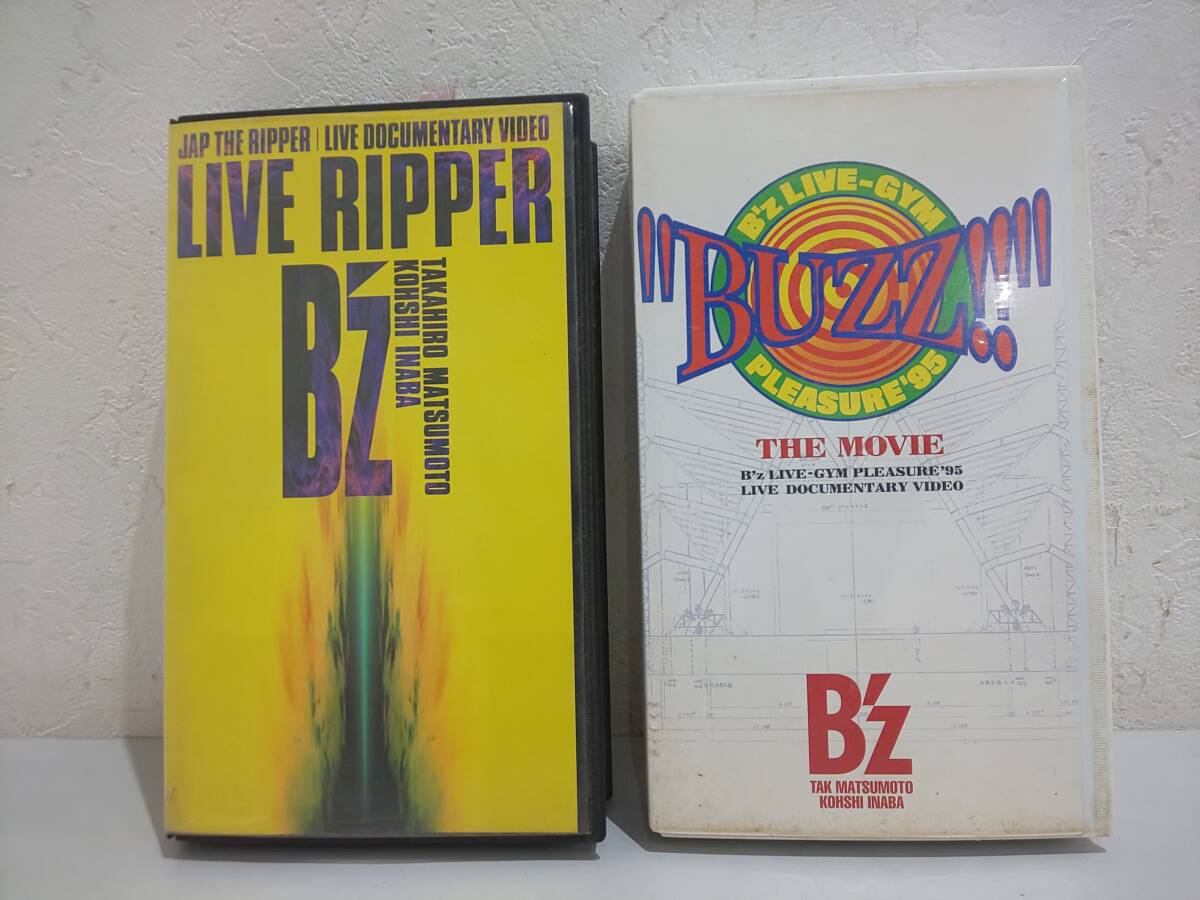 JAP THE RIPPER | LIVE DOCUMENTARY VIDEO
LIVE RIPPER
B'z
TAKAHIRO MATSUMOTO
KOHSHI INABA
B'z LIVE-GYM
"BUZZ!!"
PLEASURE'95
THE MOVIE
B'z LIVE-GYM PLEASURE'95
LIVE DOCUMENTARY VIDEO
B'z
TAK MATSUMOTO
KOHSHI INABA